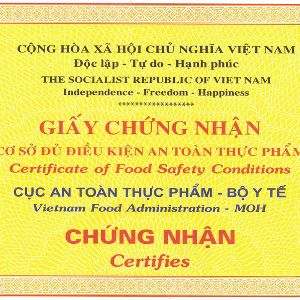 CỘNG HÒA XÃ HỘI CHỦ NGHĨA VIỆT NAM
Độc lập - Tự do - Hạnh phúc
THE SOCIALIST REPUBLIC OF VIET NAM
Independence - Freedom - Happiness
********************
GIẤY CHỨNG NHẬN
CƠ SỞ ĐỦ ĐIỀU KIỆN AN TOÀN THỰC PHẨM
Certificate of Food Safety Conditions
CỤC AN TOÀN THỰC PHẨM - BỘ Y TẾ
Vietnam Food Administration - MOH
CHỨNG NHẬN
Certifies